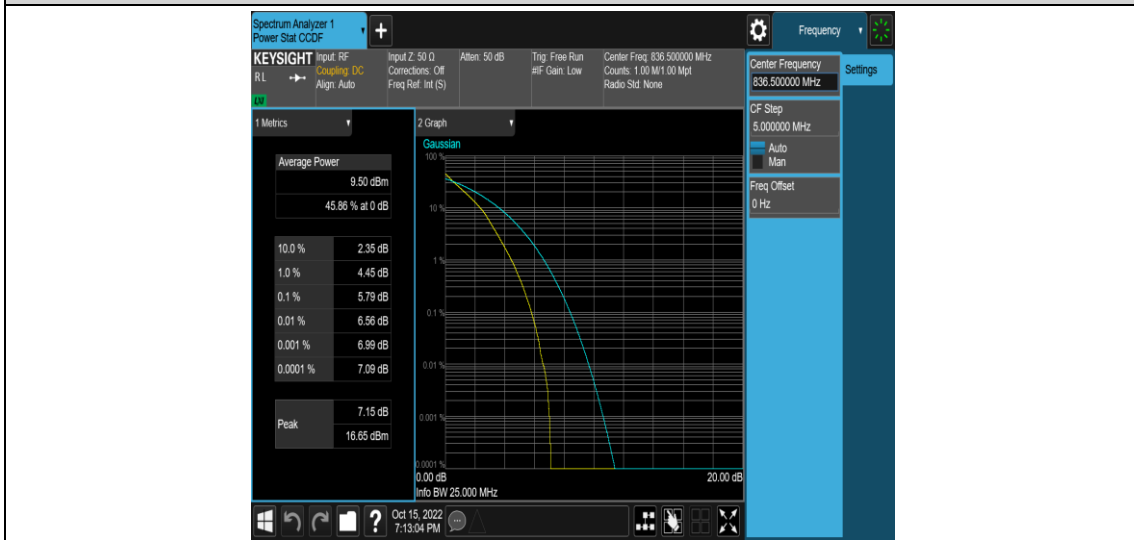 Spectrum Analyzer 1
Power Stat CCDF
+
Frequency
KEYSIGHT
RL
LXI
Input: RF
Coupling: DC
Align: Auto
Input Z: 50 Ω
Corrections: Off
Freq Ref: Int (S)
Atten: 50 dB
Trig: Free Run
#IF Gain: Low
Center Freq: 836.500000 MHz
Counts: 1.00 M/1.00 Mpt
Radio Std: None
Center Frequency
836.500000 MHz
Settings
CF Step
5.000000 MHz
Auto
Man
Freq Offset
0 Hz
1 Metrics
Average Power
9.50 dBm
45.86 % at 0 dB
10.0 % 2.35 dB
1.0 % 4.45 dB
0.1 % 5.79 dB
0.01 % 6.56 dB
0.001 % 6.99 dB
0.0001 % 7.09 dB
Peak
7.15 dB
16.65 dBm
2 Graph
Gaussian
100 %
10 %
1 %
0.1 %
0.01 %
0.001 %
0.0001 %
0.00 dB 20.00 dB
Info BW 25.000 MHz
?
Oct 15, 2022
7:13:04 PM